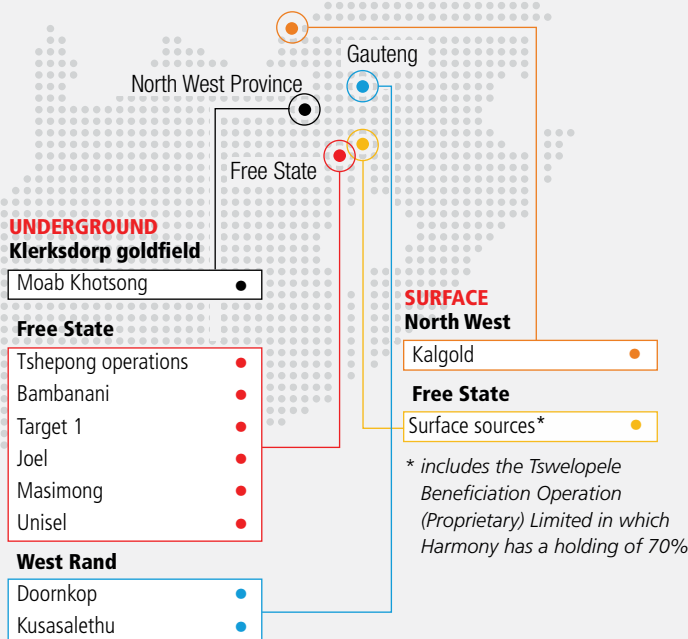 Gauteng
North West Province
Free State
UNDERGROUND
Klerksdorp goldfield
Moab Khotsong
Free State
Tshepong operations
Bambanani
Target 1
Joel
Masimong
Unisel
West Rand
Doornkop
Kusasalethu
SURFACE
North West
Kalgold
Free State
Surface sources*
* includes the Tswelopele
Beneficiation Operation
(Proprietary) Limited in which
Harmony has a holding of 70%